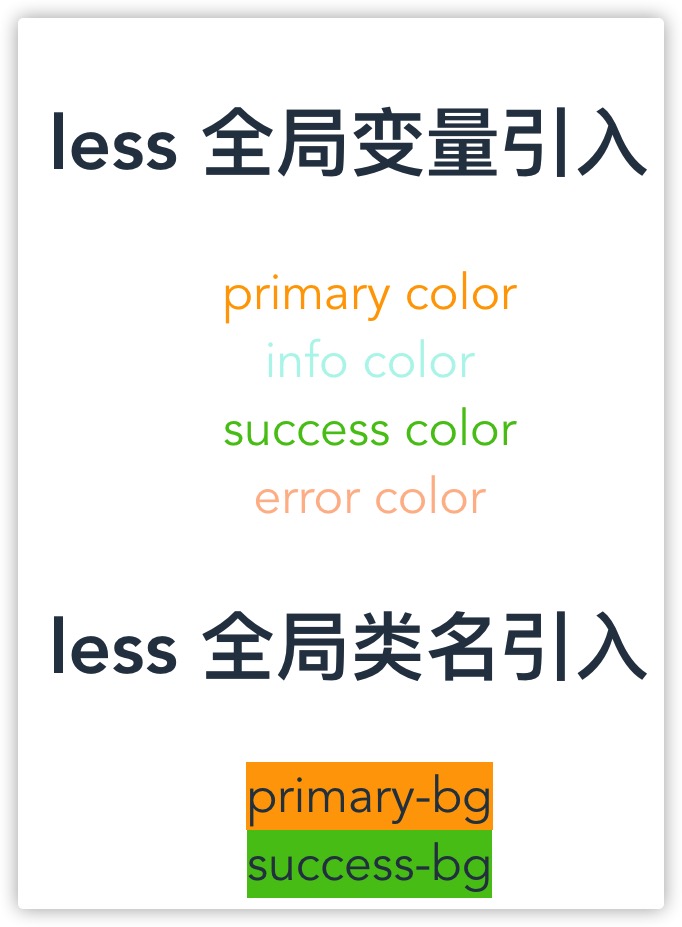 less 全局变量引入
primary color
info color
success color
error color
less 全局类名引入
primary-bg
success-bg